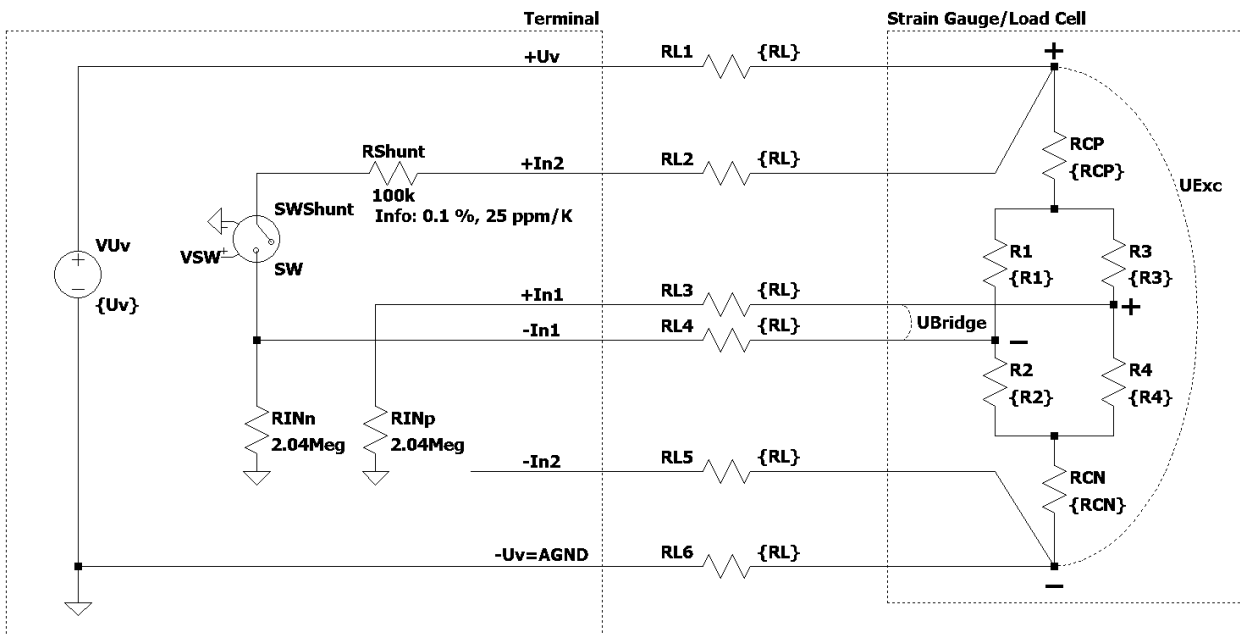 Terminal
Strain Gauge/Load Cell
+Uv
RL1
{RL}
+
RShunt
100k
Info: 0.1 %, 25 ppm/K
+In2
RL2
{RL}
RCP
{RCP}
UExc
SWShunt
VSW
+
SW
VUv
+
−
{Uv}
R1
{R1}
R3
{R3}
+In1
RL3
{RL}
+
-In1
RL4
{RL}
UBridge
−
R2
{R2}
R4
{R4}
RINn
2.04Meg
RINp
2.04Meg
-In2
RL5
{RL}
RCN
{RCN}
-Uv=AGND
RL6
{RL}
−